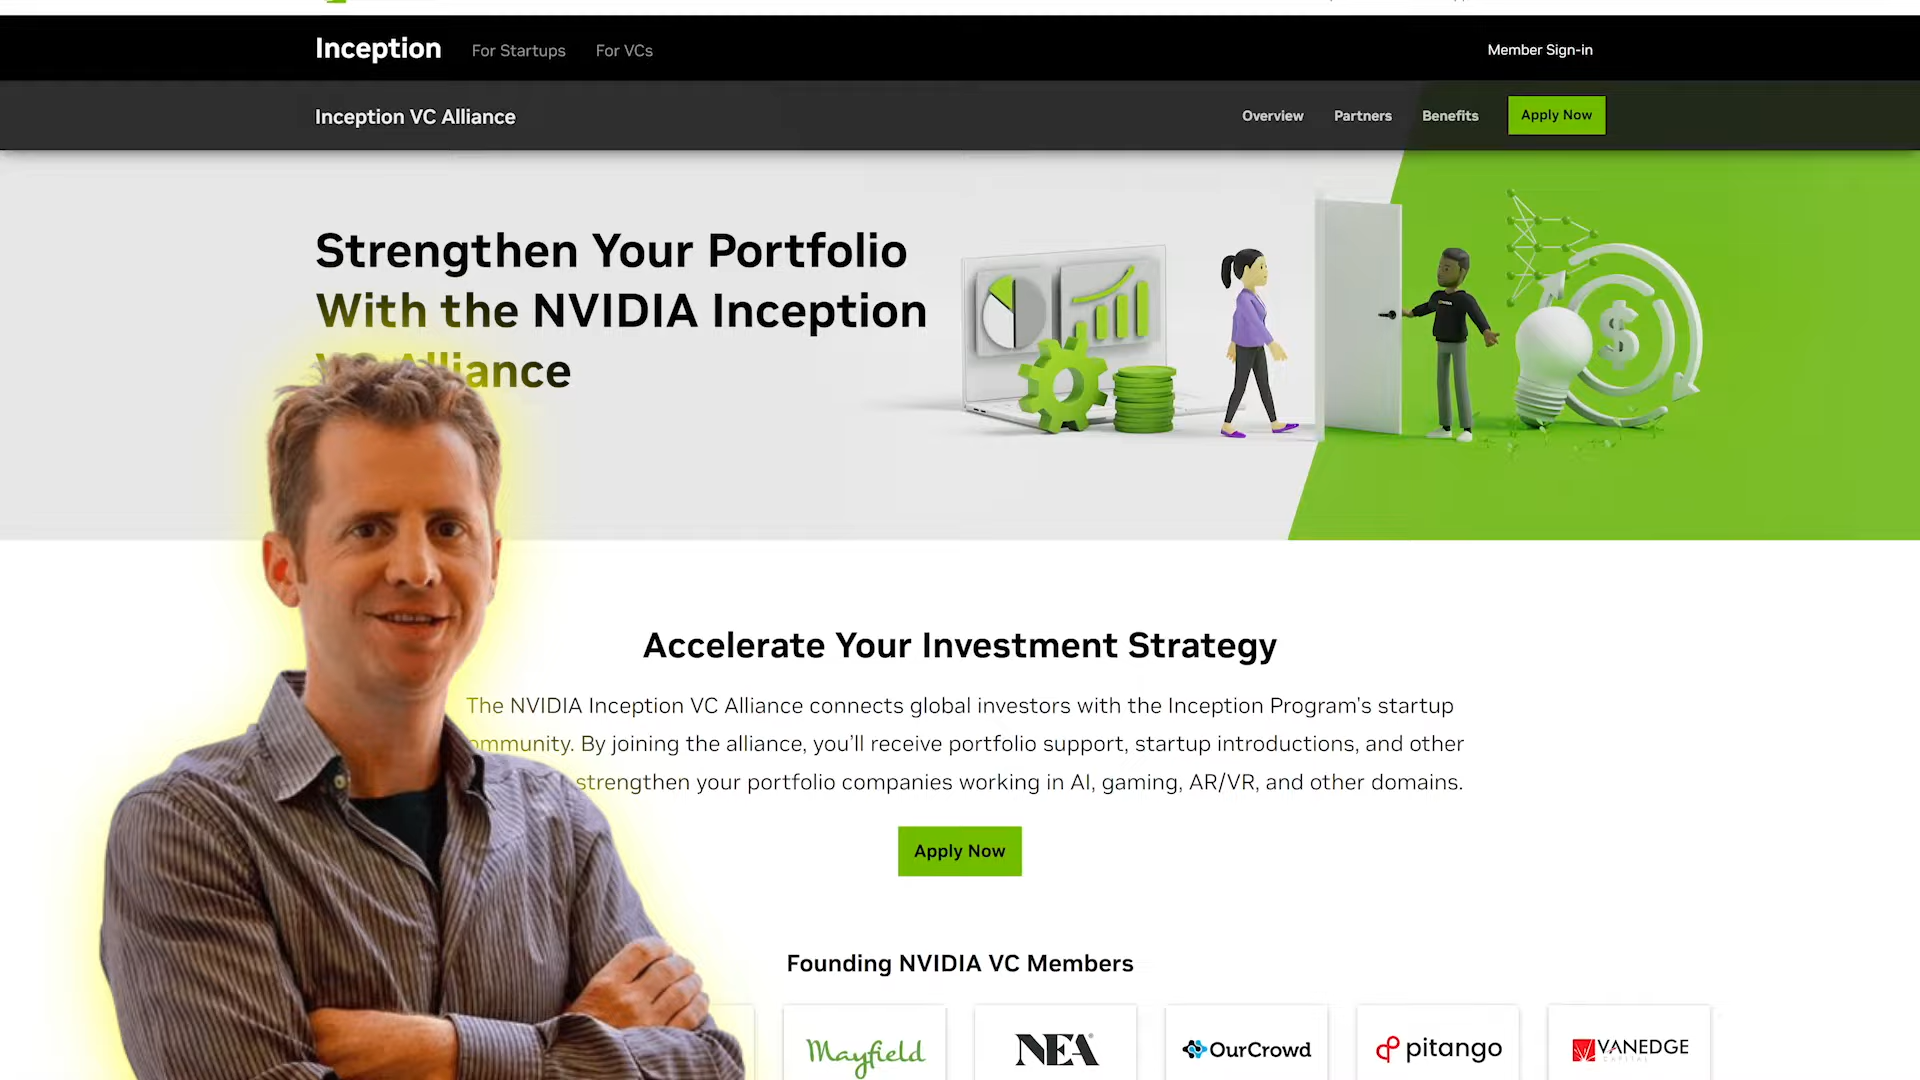 Inception For Startups For VCs Member Sign-in
Inception VC Alliance Overview Partners Benefits Apply Now
Strengthen Your Portfolio
With the NVIDIA Inception
VC Alliance
Accelerate Your Investment Strategy
The NVIDIA Inception VC Alliance connects global investors with the Inception Program's startup
ommunity. By joining the alliance, you'll receive portfolio support, startup introductions, and other
strengthen your portfolio companies working in AI, gaming, AR/VR, and other domains.
Apply Now
Founding NVIDIA VC Members
Mayfield NEA OurCrowd pitango VANEDGE
CAPITAL